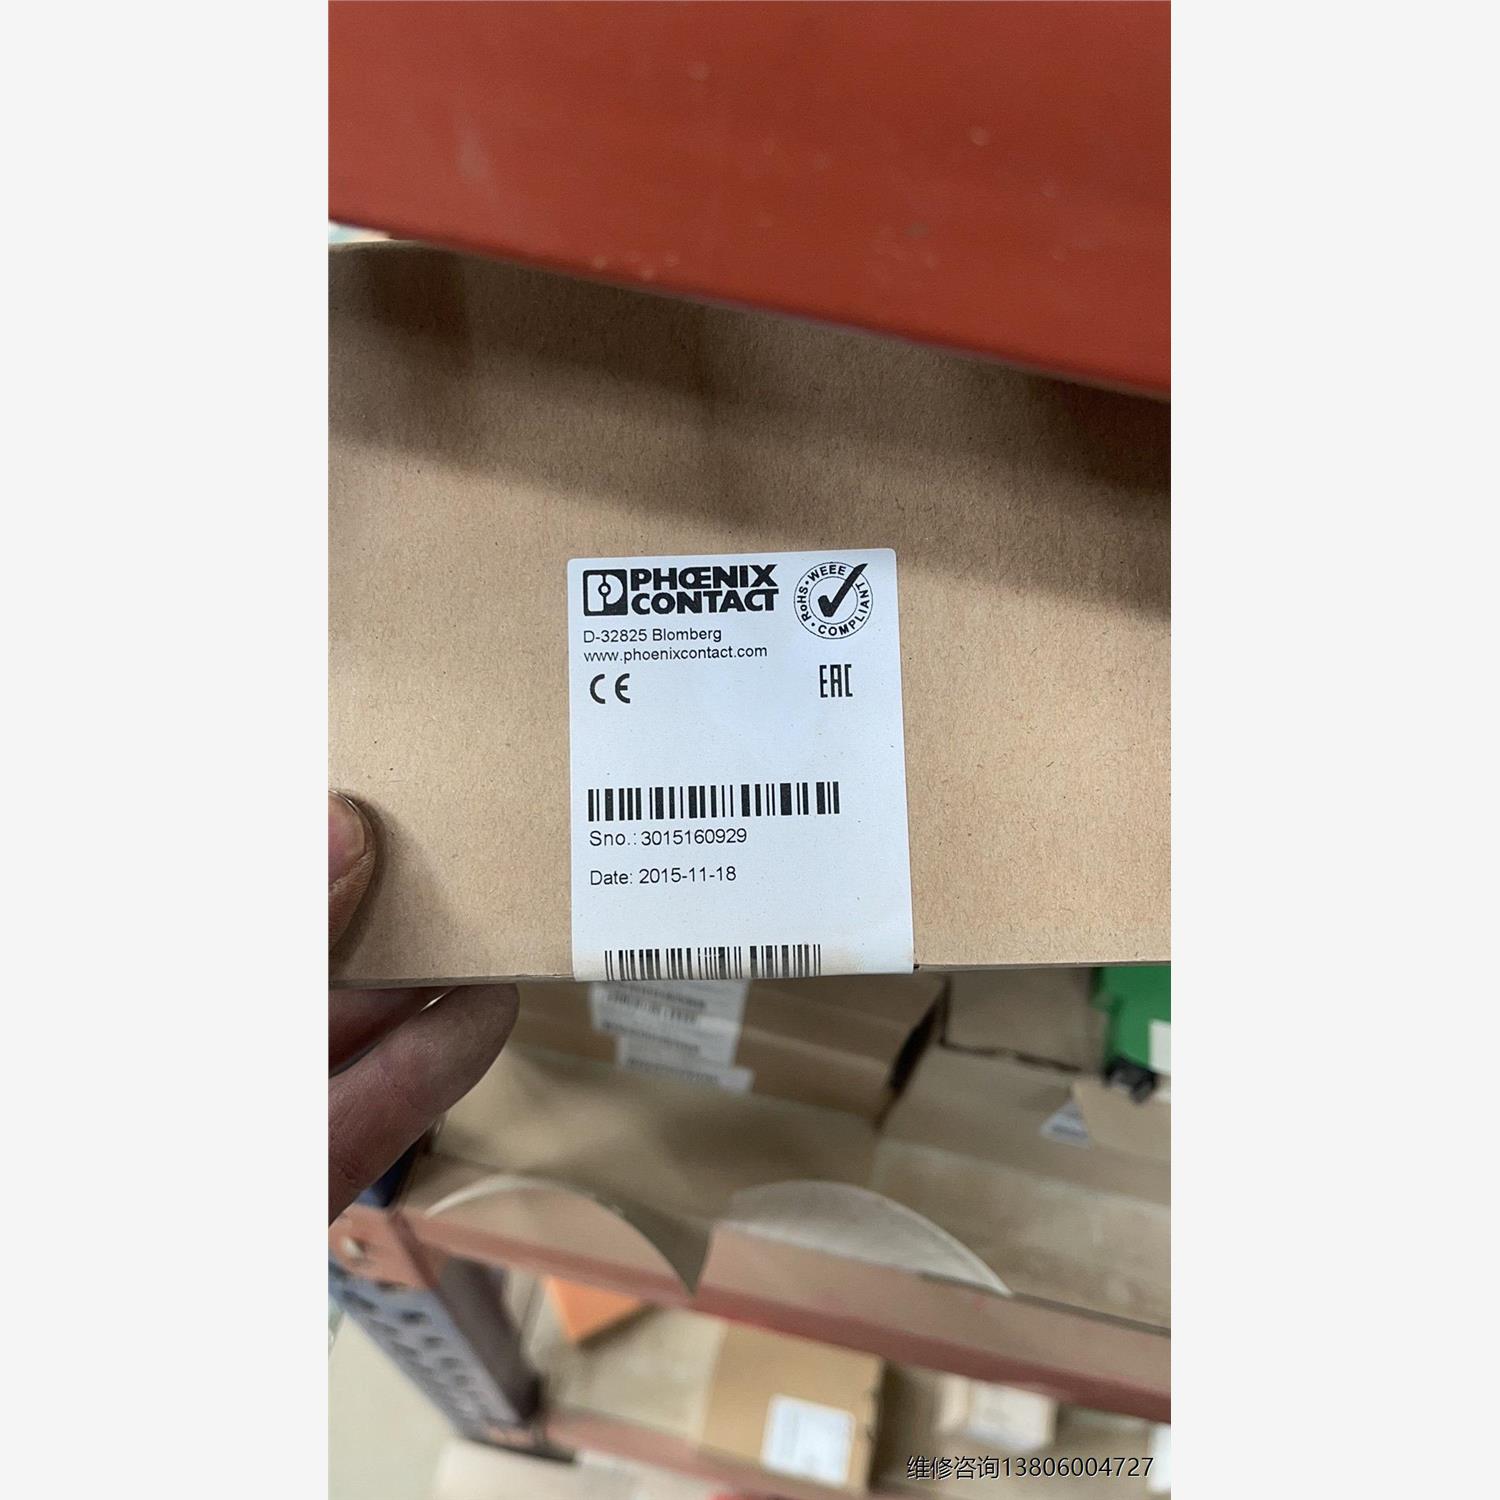 PHŒNIX
CONTACT
WEEE
RoHS
COMPLIANT
D-32825 Blomberg
www.phoenixcontact.com
CE
EAC
Sno.: 3015160929
Date: 2015-11-18
维修咨询13806004727